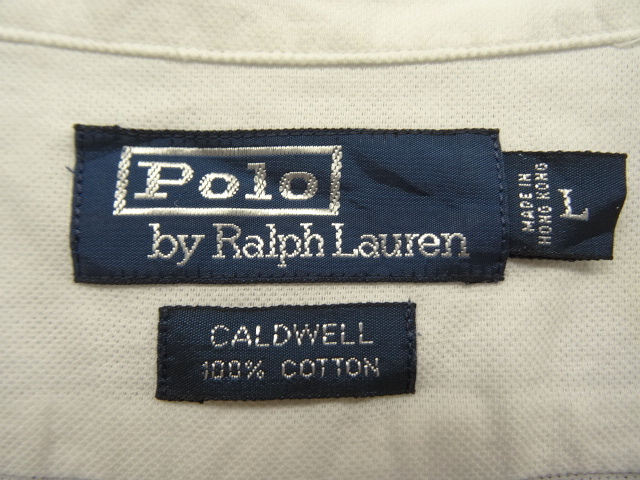 Polo
by Ralph Lauren
MADE IN
HONG KONG
L
CALDWELL
100% COTTON